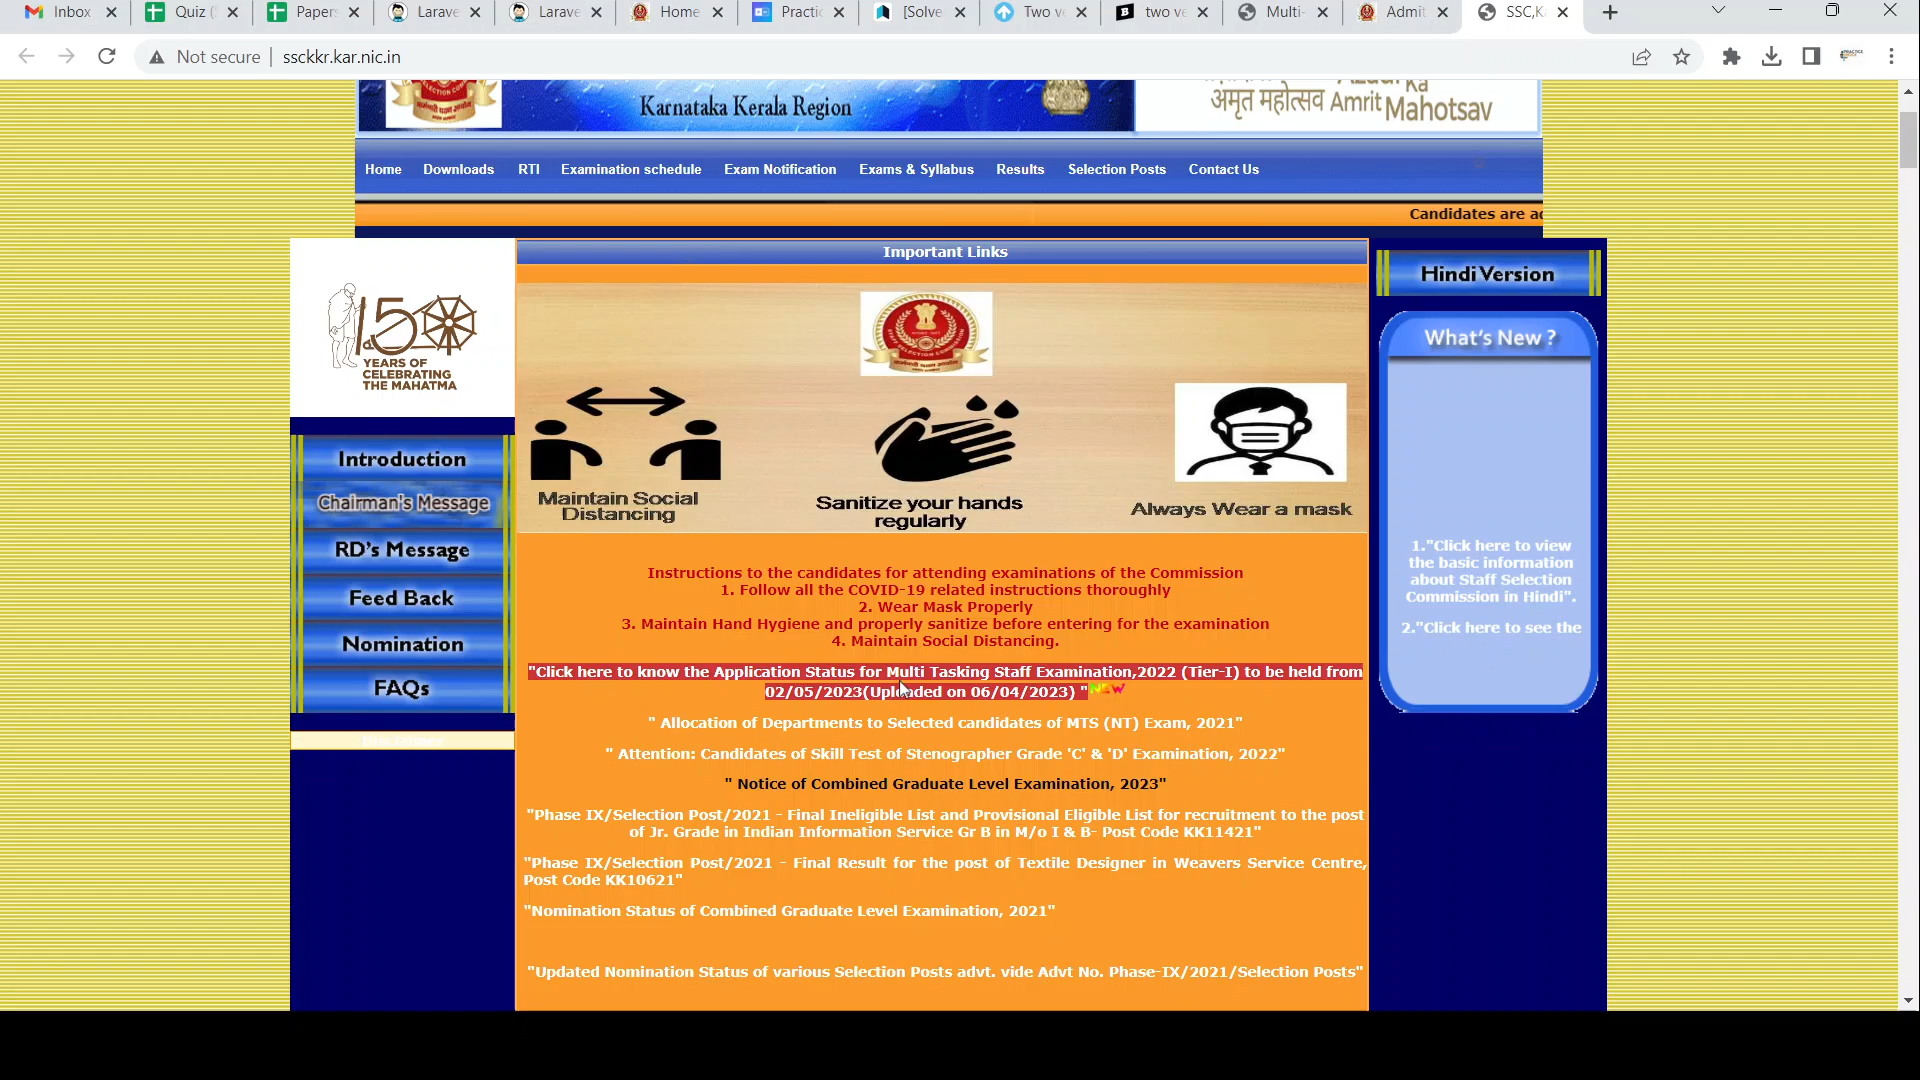 Inbox
Quiz (
Papers
Larave
Larave
Home
Practic
[Solve
Two ve
two ve
Multi-
Admit
SSC,K
Not secure
ssckkr.kar.nic.in
Karnataka Kerala Region
अमृत महोत्सव Amrit Mahotsav
Home
Downloads
RTI
Examination schedule
Exam Notification
Exams & Syllabus
Results
Selection Posts
Contact Us
Candidates are ad
Important Links
150
YEARS OF
CELEBRATING
THE MAHATMA
Introduction
Chairman's Message
RD's Message
Feed Back
Nomination
FAQs
STAFF SELECTION COMMISSION
Maintain Social
Distancing
Sanitize your hands
regularly
Always Wear a mask
Instructions to the candidates for attending examinations of the Commission
1. Follow all the COVID-19 related instructions thoroughly
2. Wear Mask Properly
3. Maintain Hand Hygiene and properly sanitize before entering for the examination
4. Maintain Social Distancing.
"Click here to know the Application Status for Multi Tasking Staff Examination,2022 (Tier-I) to be held from
02/05/2023(Uploaded on 06/04/2023) " NEW
" Allocation of Departments to Selected candidates of MTS (NT) Exam, 2021"
" Attention: Candidates of Skill Test of Stenographer Grade 'C' & 'D' Examination, 2022"
" Notice of Combined Graduate Level Examination, 2023"
"Phase IX/Selection Post/2021 - Final Ineligible List and Provisional Eligible List for recruitment to the post
of Jr. Grade in Indian Information Service Gr B in M/o I & B- Post Code KK11421"
"Phase IX/Selection Post/2021 - Final Result for the post of Textile Designer in Weavers Service Centre,
Post Code KK10621"
"Nomination Status of Combined Graduate Level Examination, 2021"
"Updated Nomination Status of various Selection Posts advt. vide Advt No. Phase-IX/2021/Selection Posts"
Hindi Version
What's New ?
1."Click here to view
the basic information
about Staff Selection
Commission in Hindi".
2."Click here to see the